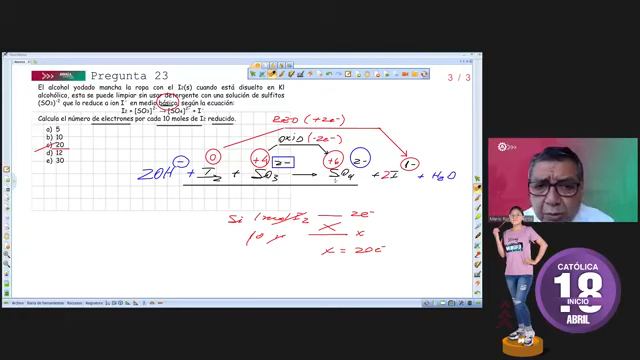 Pregunta 23
3 / 3
El alcohol yodado mancha la ropa con el I₂(s) cuando está disuelto en KI
alcohólico, esta se puede limpiar sin usar detergente con una solución de sulfitos
(SO₃)⁻² que lo reduce a ion I⁻ en medio básico según la ecuación:
I₂ + [SO₃]²⁻ → [SO₄]²⁻ + I⁻
Calcula el número de electrones por cada 10 moles de I₂ reducido.
a) 5
b) 10
c) 20
d) 12
e) 30
RED (+2e-)
OXID (-2e-)
- 0 +4 2- +6 2- 1-
2OH + I₂ + SO₃ → SO₄ + 2I + H₂O
Si 1mol I₂ 2e-
10 x
x = 20e-
CATÓLICA
18
INICIO
ABRIL